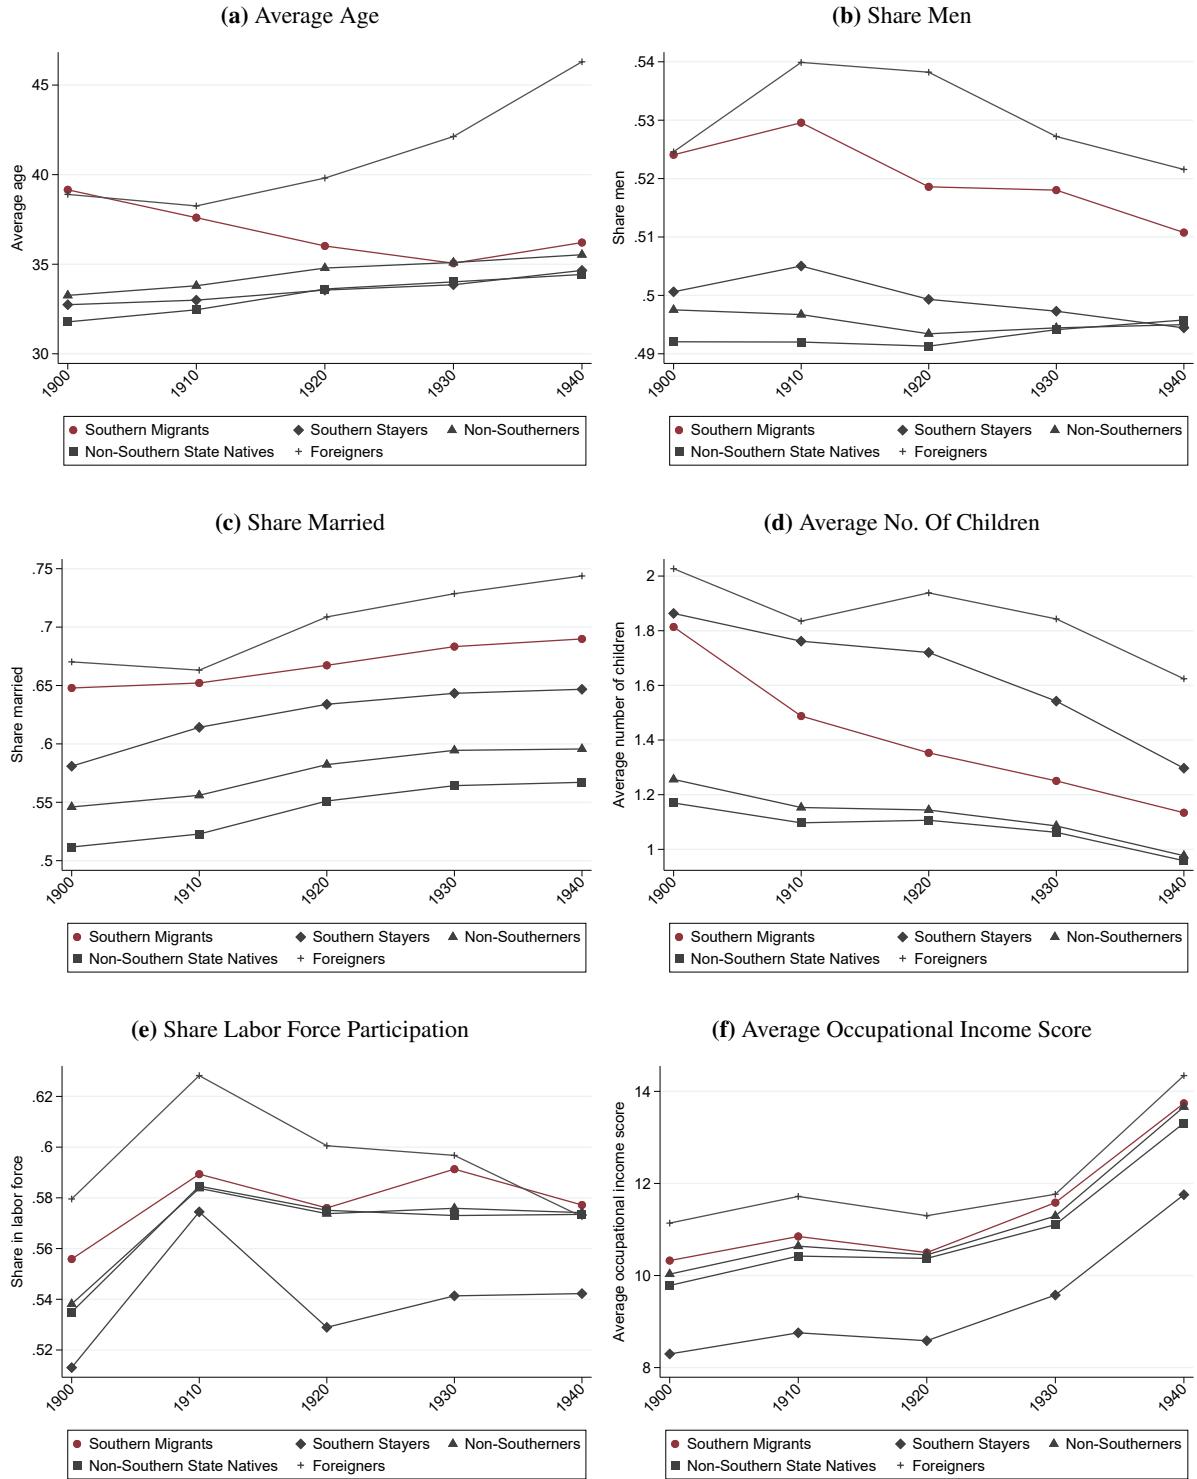 (a) Average Age
45
40
35
30
Average age
1900
1910
1920
1930
1940
Southern Migrants
Southern Stayers
Non-Southerners
Non-Southern State Natives
Foreigners
(b) Share Men
.54
.53
.52
.51
.5
.49
Share men
1900
1910
1920
1930
1940
Southern Migrants
Southern Stayers
Non-Southerners
Non-Southern State Natives
Foreigners
(c) Share Married
.75
.7
.65
.6
.55
.5
Share married
1900
1910
1920
1930
1940
Southern Migrants
Southern Stayers
Non-Southerners
Non-Southern State Natives
Foreigners
(d) Average No. Of Children
2
1.8
1.6
1.4
1.2
1
Average number of children
1900
1910
1920
1930
1940
Southern Migrants
Southern Stayers
Non-Southerners
Non-Southern State Natives
Foreigners
(e) Share Labor Force Participation
.62
.6
.58
.56
.54
.52
Share in labor force
1900
1910
1920
1930
1940
Southern Migrants
Southern Stayers
Non-Southerners
Non-Southern State Natives
Foreigners
(f) Average Occupational Income Score
14
12
10
8
Average occupational income score
1900
1910
1920
1930
1940
Southern Migrants
Southern Stayers
Non-Southerners
Non-Southern State Natives
Foreigners